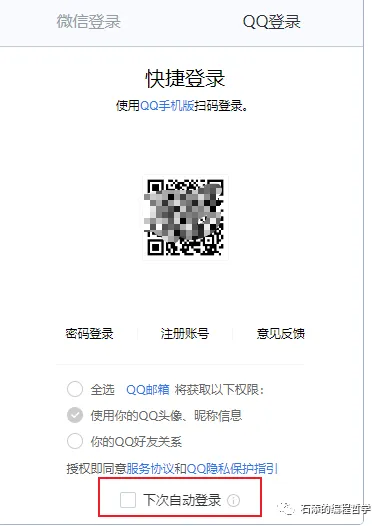 微信登录 QQ登录
快捷登录
使用QQ手机版扫码登录。
密码登录 注册账号 意见反馈
全选 QQ邮箱 将获取以下权限：
使用你的QQ头像、昵称信息
你的QQ好友关系
授权即同意服务协议和QQ隐私保护指引
下次自动登录
石添的编程哲学